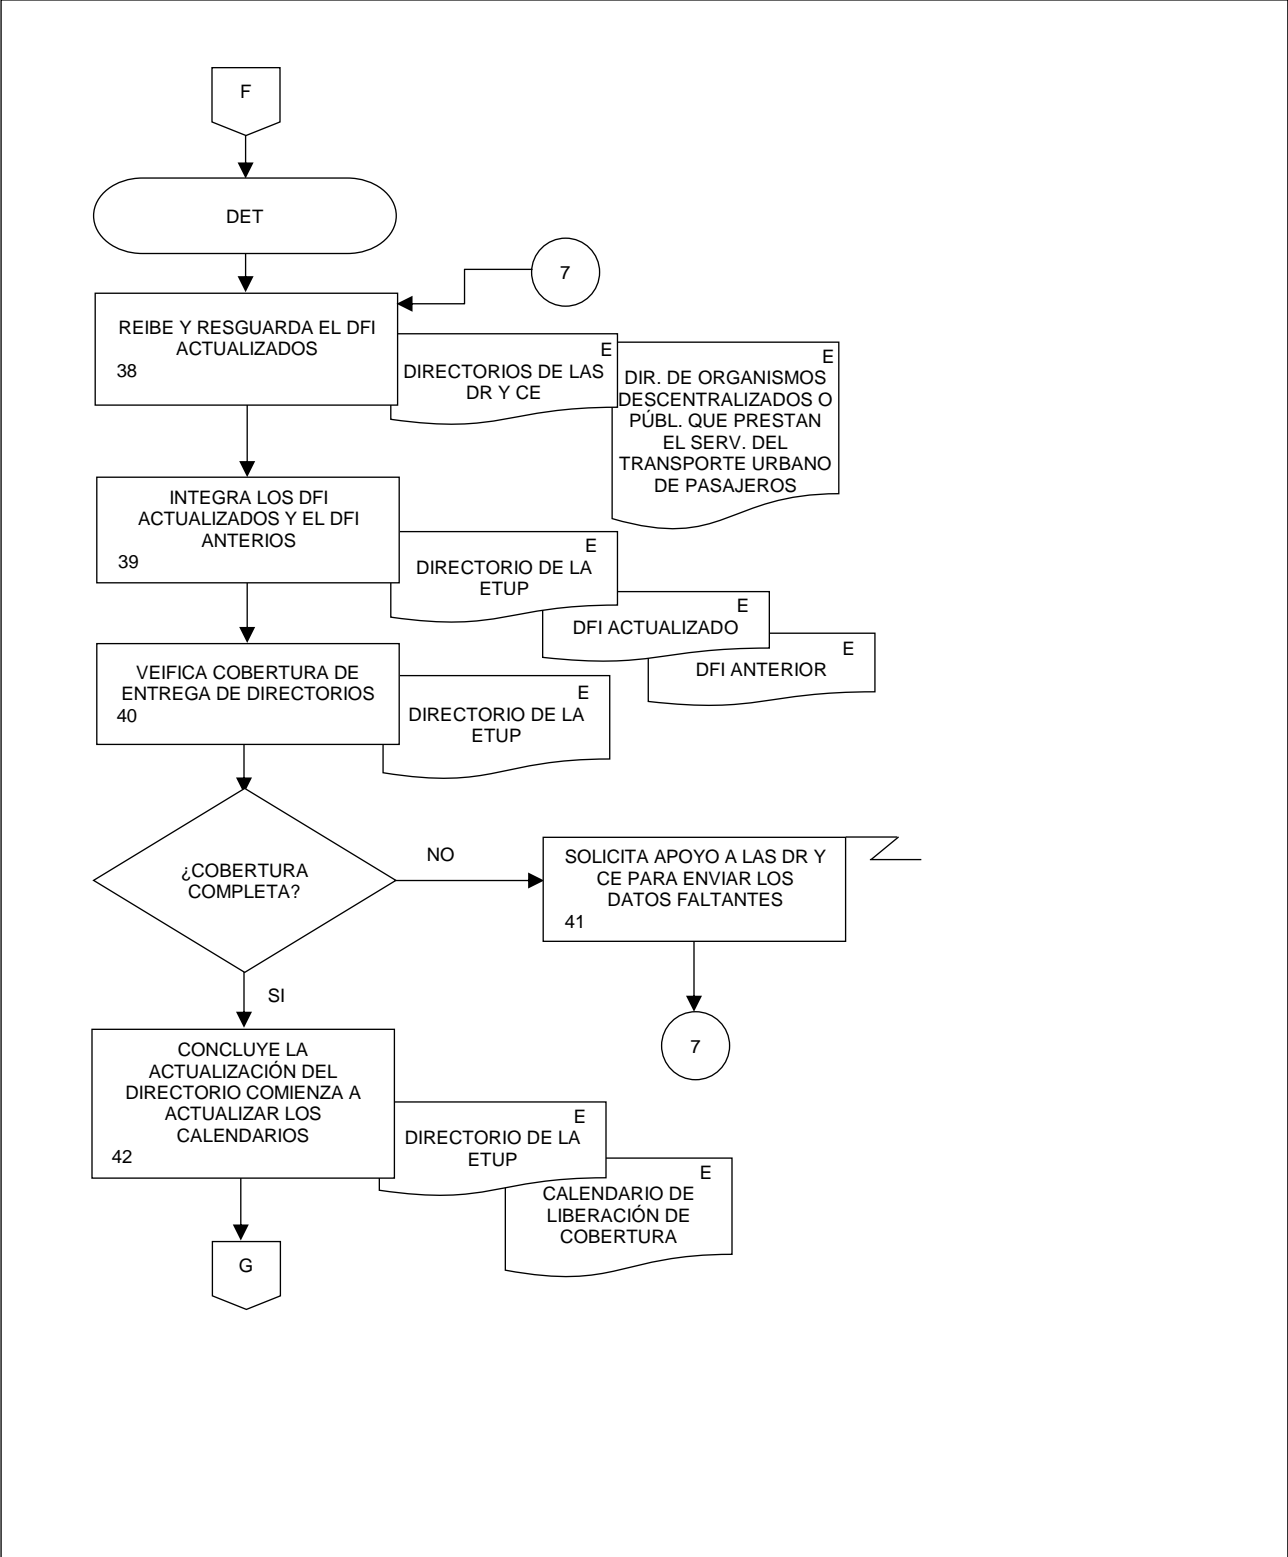 F
DET
7
REIBE Y RESGUARDA EL DFI
ACTUALIZADOS
38
E
DIRECTORIOS DE LAS
DR Y CE
E
DIR. DE ORGANISMOS
DESCENTRALIZADOS O
PÚBL. QUE PRESTAN
EL SERV. DEL
TRANSPORTE URBANO
DE PASAJEROS
INTEGRA LOS DFI
ACTUALIZADOS Y EL DFI
ANTERIOS
39
E
DIRECTORIO DE LA
ETUP
E
DFI ACTUALIZADO
E
DFI ANTERIOR
VEIFICA COBERTURA DE
ENTREGA DE DIRECTORIOS
40
E
DIRECTORIO DE LA
ETUP
¿COBERTURA
COMPLETA?
NO
SOLICITA APOYO A LAS DR Y
CE PARA ENVIAR LOS
DATOS FALTANTES
41
7
SI
CONCLUYE LA
ACTUALIZACIÓN DEL
DIRECTORIO COMIENZA A
ACTUALIZAR LOS
CALENDARIOS
42
E
DIRECTORIO DE LA
ETUP
E
CALENDARIO DE
LIBERACIÓN DE
COBERTURA
G